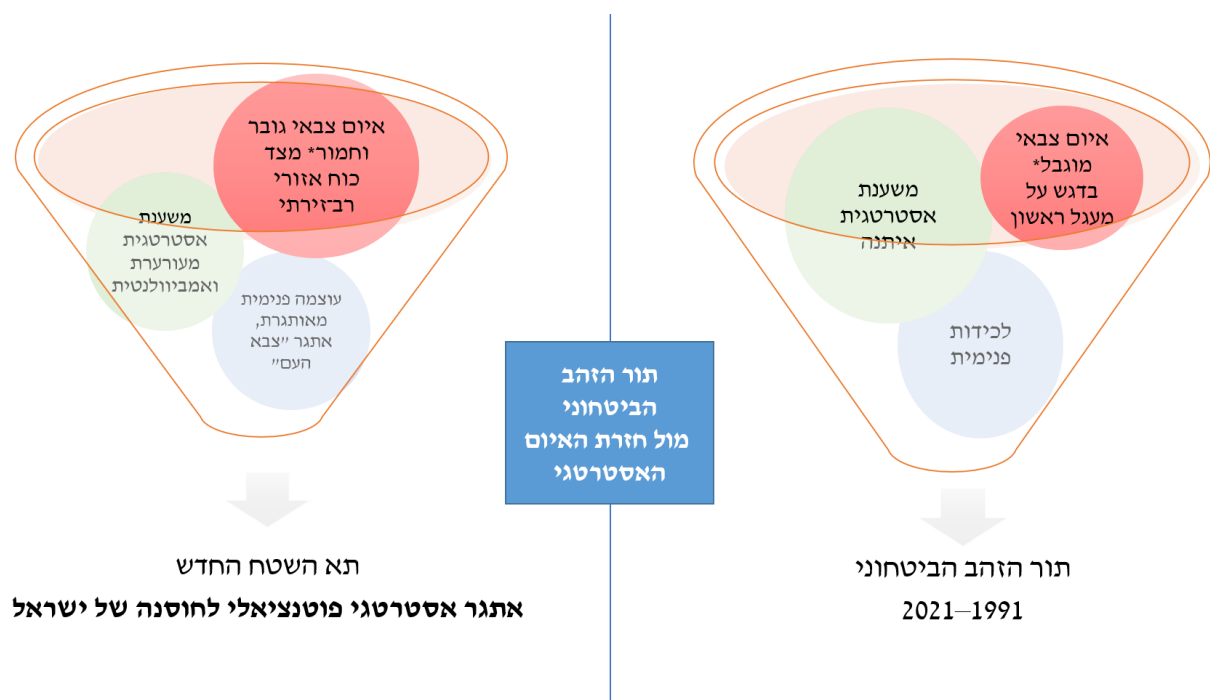 איום צבאי
מוגבל*
בדגש על
מעגל ראשון
משענת
אסטרטגית
איתנה
לכידות
פנימית
תור הזהב הביטחוני
2021–1991
תור הזהב
הביטחוני
מול חזרת האיום
האסטרטגי
איום צבאי גובר
וחמור* מצד
כוח אזורי
רב־זירתי
משענת
אסטרטגית
מעורערת
ואמביוולנטית
עוצמה פנימית
מאותגרת,
אתגר ״צבא
העם״
תא השטח החדש
אתגר אסטרטגי פוטנציאלי לחוסנה של ישראל